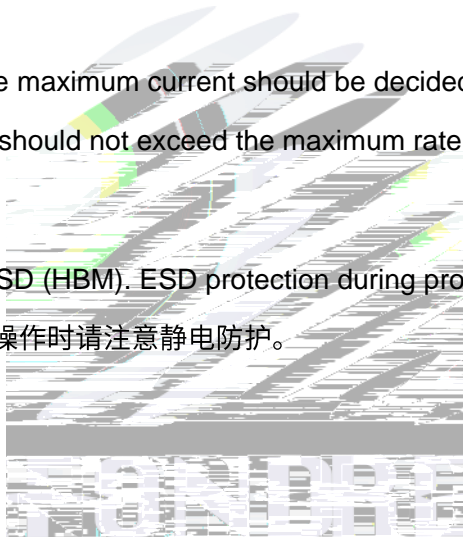 e maximum current should be decided
should not exceed the maximum rate
SD (HBM). ESD protection during pro
操作时请注意静电防护。